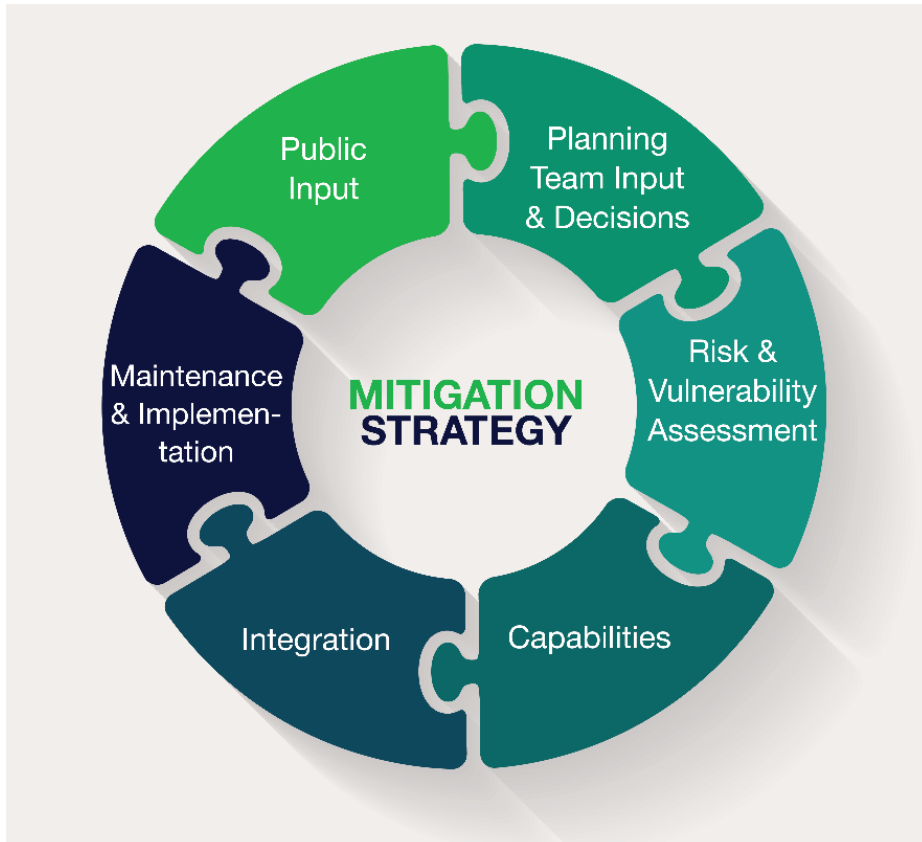 Public
Input
Planning
Team Input
& Decisions
Risk &
Vulnerability
Assessment
Capabilities
Integration
Maintenance
& Implemen-
tation
MITIGATION
STRATEGY